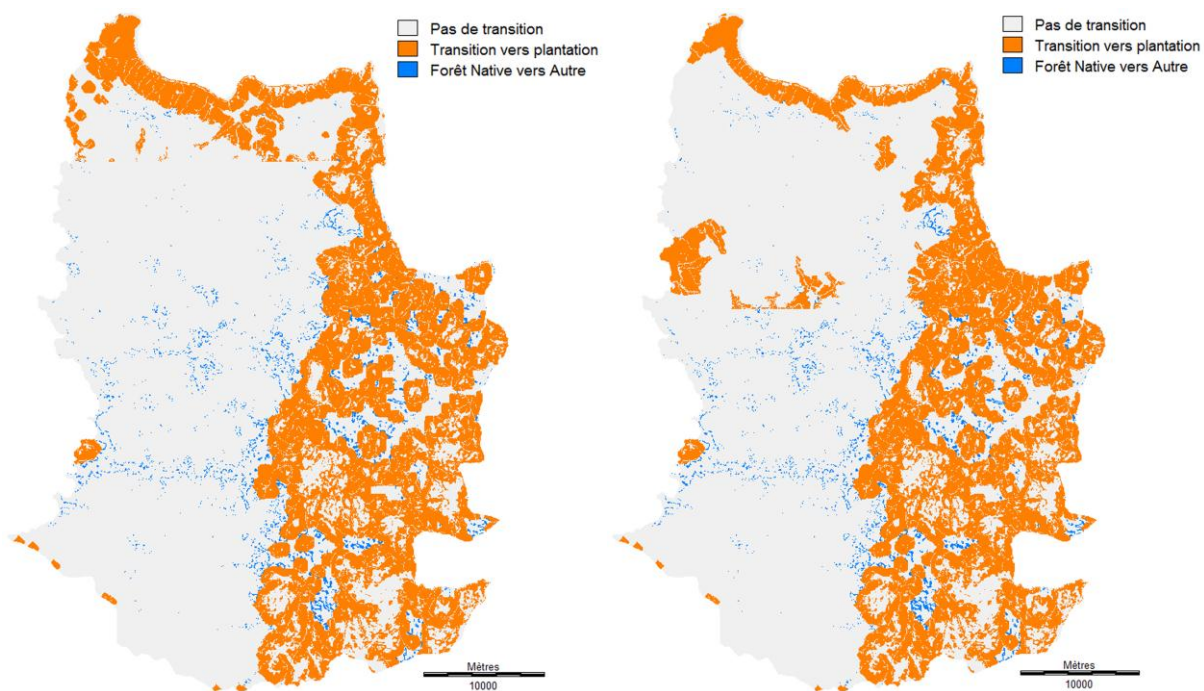 Pas de transition
Transition vers plantation
Forêt Native vers Autre
Mètres
10000
Pas de transition
Transition vers plantation
Forêt Native vers Autre
Mètres
10000